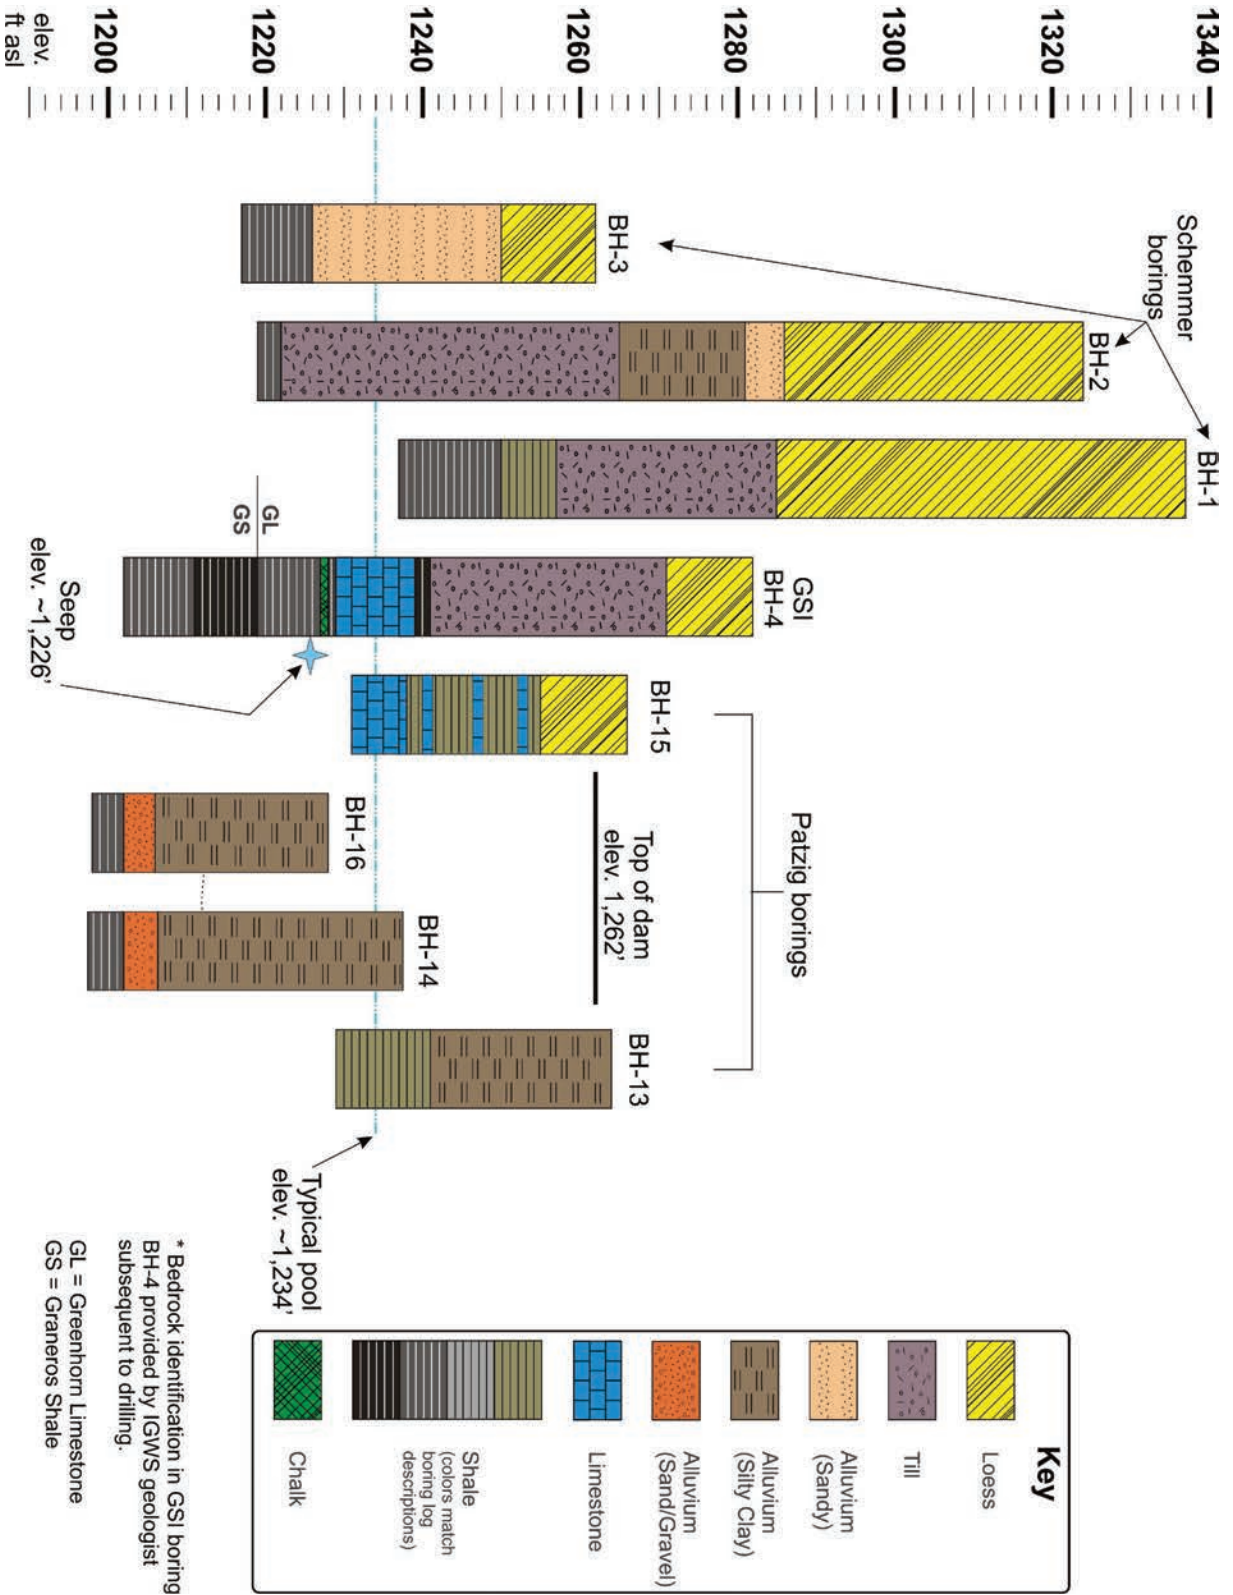 1340
1320
1300
1280
1260
1240
1220
1200
elev.
ft asl
Schemmer
borings
BH-3
BH-2
BH-1
GSI
BH-4
BH-15
BH-16
BH-14
BH-13
GL
GS
Seep
elev. ~1,226'
Patzig borings
Top of dam
elev. 1,262'
Typical pool
elev. ~1,234'
Key
Loess
Till
Alluvium
(Sandy)
Alluvium
(Silty Clay)
Alluvium
(Sand/Gravel)
Limestone
Shale
(colors match
boring log
descriptions)
Chalk
* Bedrock identification in GSI boring
BH-4 provided by IGWS geologist
subsequent to drilling.
GL = Greenhorn Limestone
GS = Graneros Shale